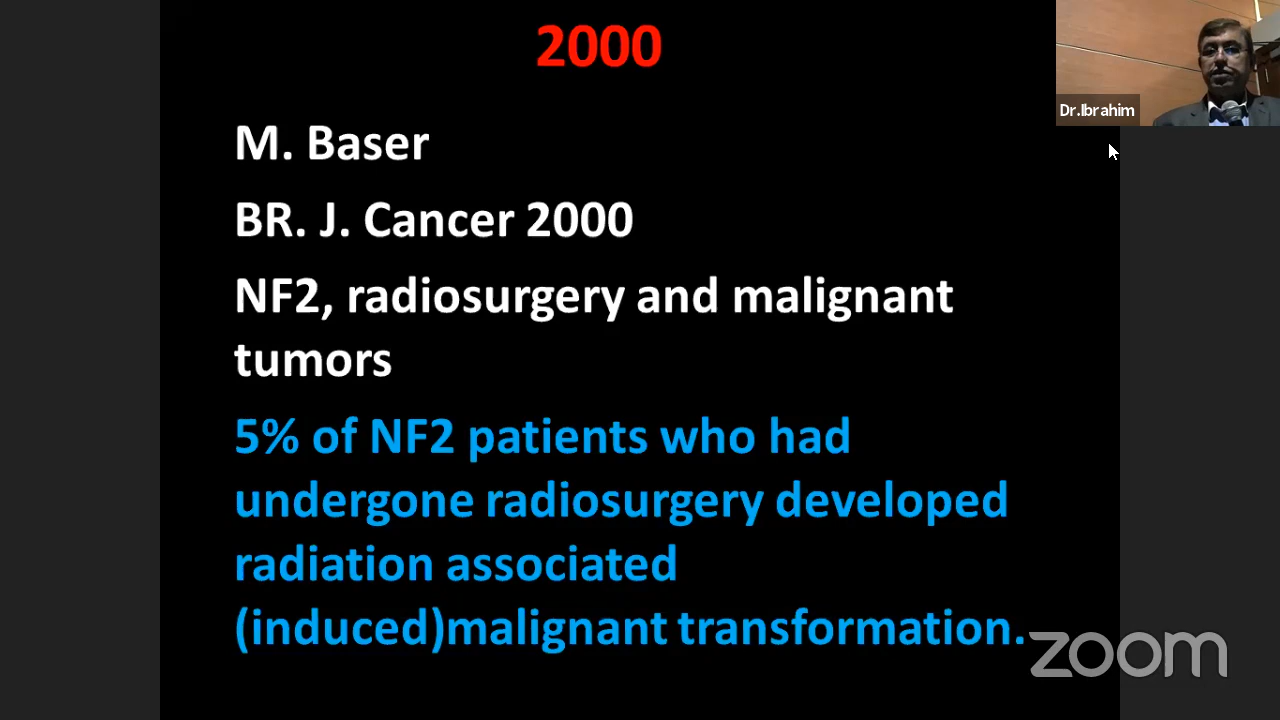 2000
Dr.Ibrahim
M. Baser
BR. J. Cancer 2000
NF2, radiosurgery and malignant
tumors
5% of NF2 patients who had
undergone radiosurgery developed
radiation associated
(induced)malignant transformation.
zoom